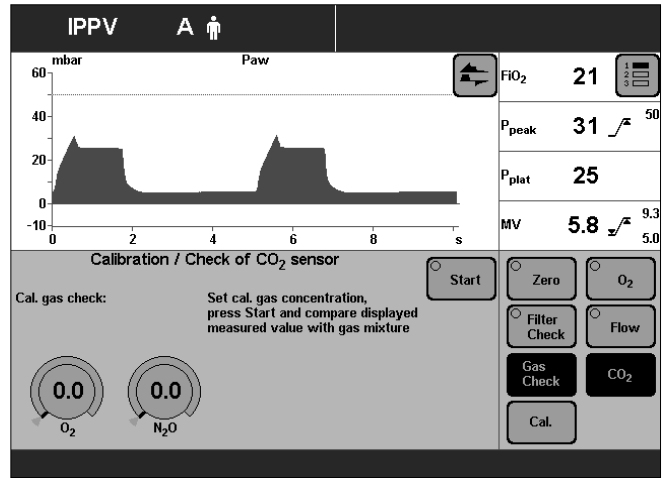 IPPV
A
mbar
Paw
60
40
20
0
-10
0
2
4
6
8
s
FiO2
21
1
2
3
Ppeak
31
50
Pplat
25
MV
5.8
9.3
5.0
Calibration / Check of CO2 sensor
Start
Cal. gas check:
Set cal. gas concentration,
press Start and compare displayed
measured value with gas mixture
0.0
O2
0.0
N2O
Zero
O2
Filter
Check
Flow
Gas
Check
CO2
Cal.